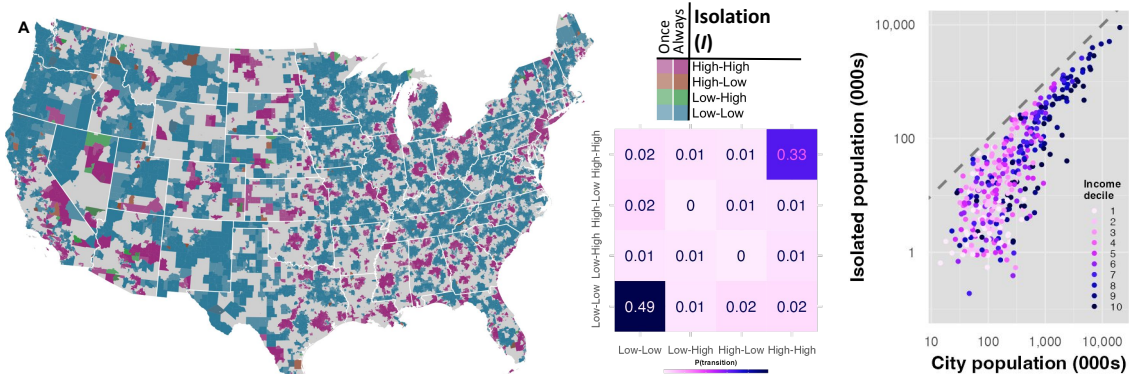 A
Once
Always
Isolation
(I)
High-High
High-Low
Low-High
Low-Low
High-High
0.02 0.01 0.01 0.33
High-Low
0.02 0 0.01 0.01
Low-High
0.01 0.01 0 0.01
Low-Low
0.49 0.01 0.02 0.02
Low-Low Low-High High-Low High-High
P(transition)
Isolated population (000s)
10,000
100
1
Income
decile
1
2
3
4
5
6
7
8
9
10
10 100 1,000 10,000
City population (000s)